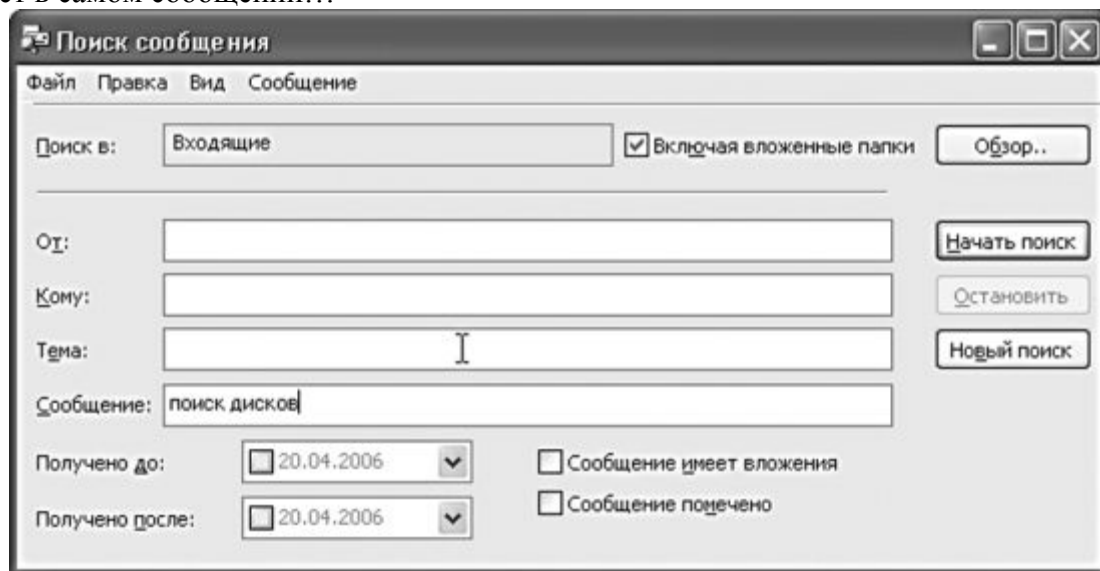 в самом
Поиск сообщения
Файл Правка Вид Сообщение
Поиск в: Входящие Включая вложенные папки Обзор..
От: Начать поиск
Кому: Остановить
Тема: Новый поиск
Сообщение: поиск дисков
Получено до: 20.04.2006 Сообщение имеет вложения
Получено после: 20.04.2006 Сообщение помечено